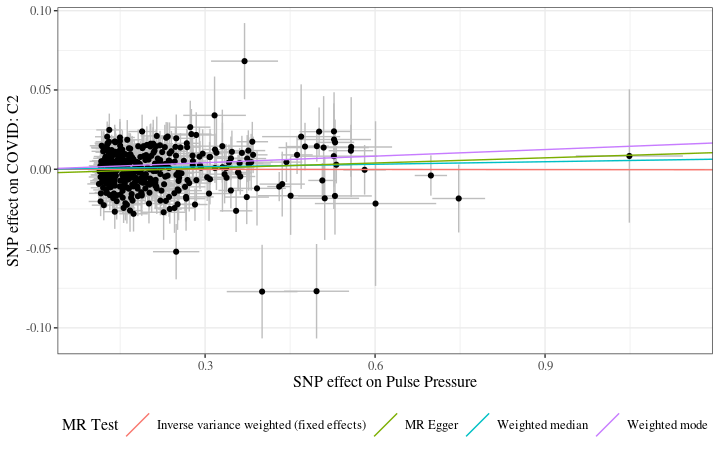 0.10
0.05
0.00
-0.05
-0.10
SNP effect on COVID: C2
0.3
0.6
0.9
SNP effect on Pulse Pressure
MR Test
Inverse variance weighted (fixed effects)
MR Egger
Weighted median
Weighted mode